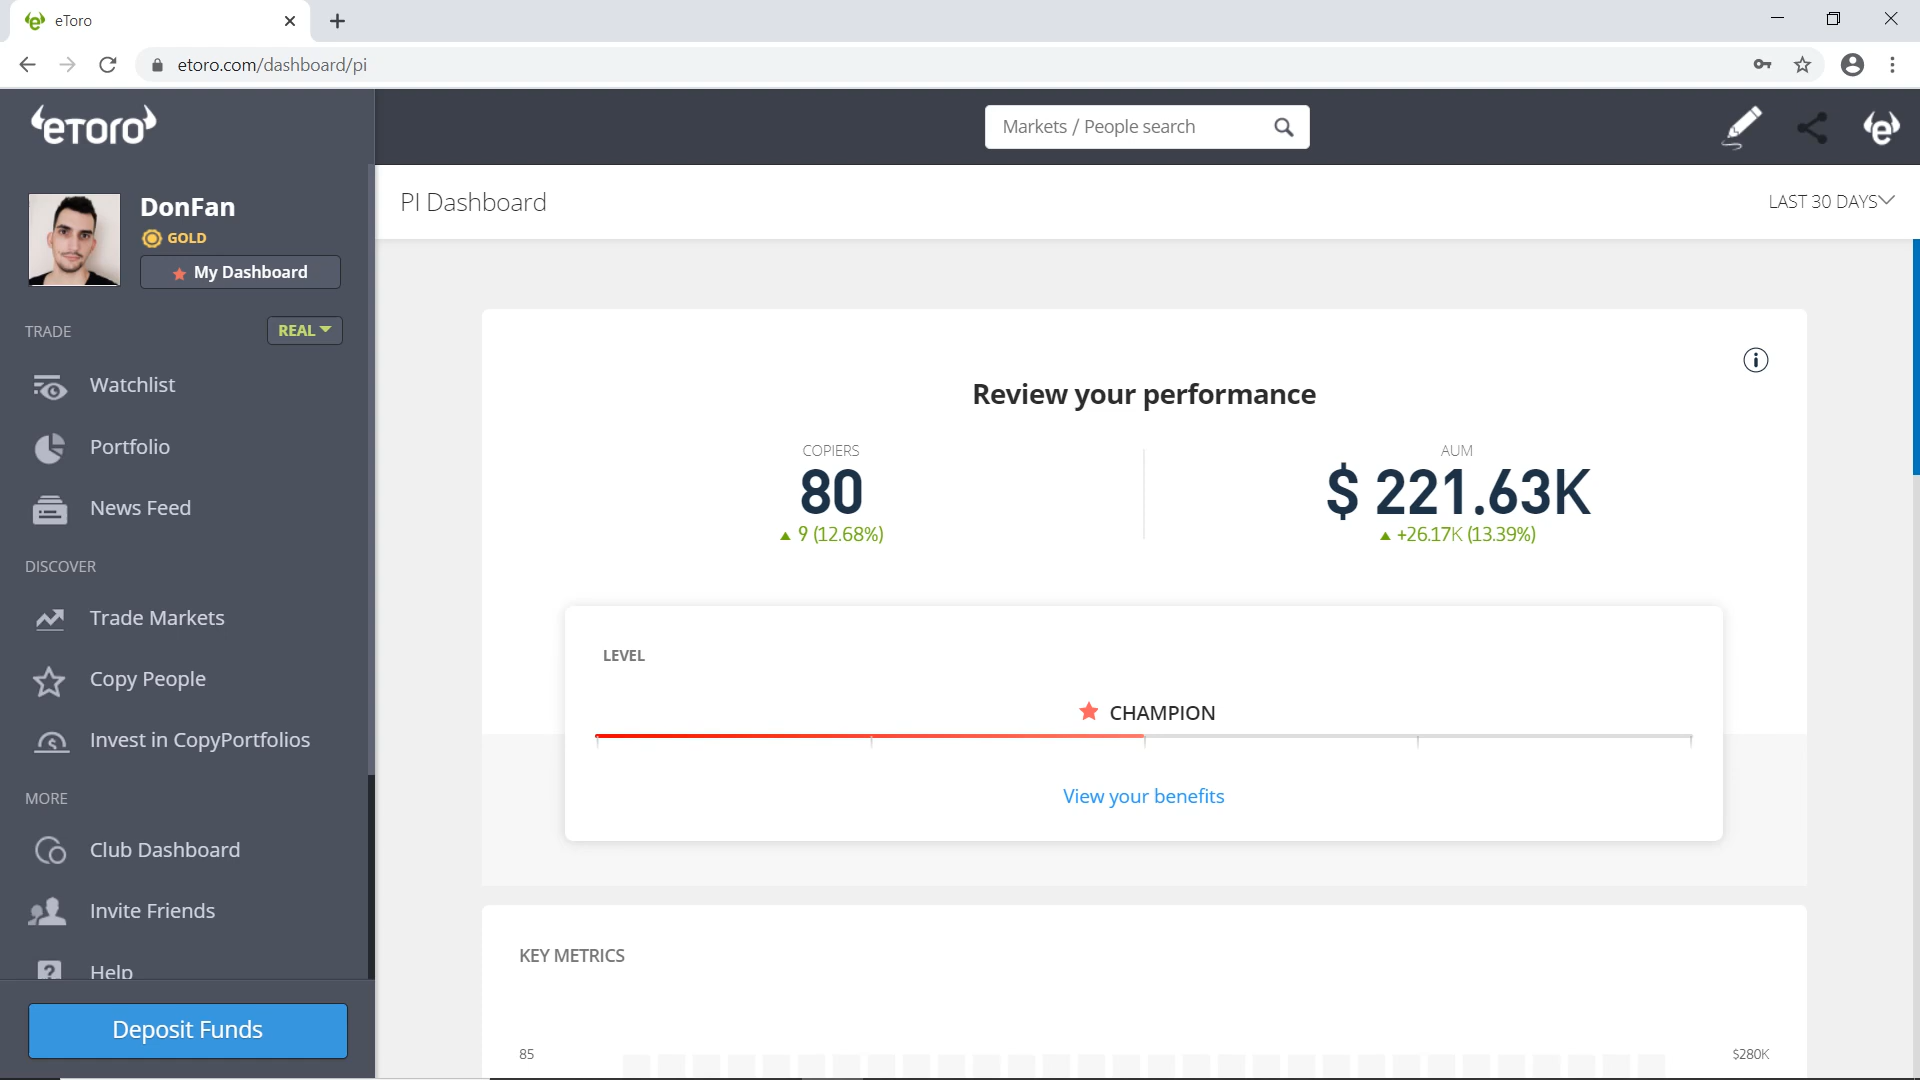 eToro
etoro.com/dashboard/pi
eToro
Markets / People search
DonFan
GOLD
My Dashboard
PI Dashboard
LAST 30 DAYS
TRADE
REAL
Watchlist
Portfolio
News Feed
DISCOVER
Trade Markets
Copy People
Invest in CopyPortfolios
MORE
Club Dashboard
Invite Friends
Help
Deposit Funds
Review your performance
COPIERS
80
9 (12.68%)
AUM
$ 221.63K
+26.17K (13.39%)
LEVEL
CHAMPION
View your benefits
KEY METRICS
85
$280K